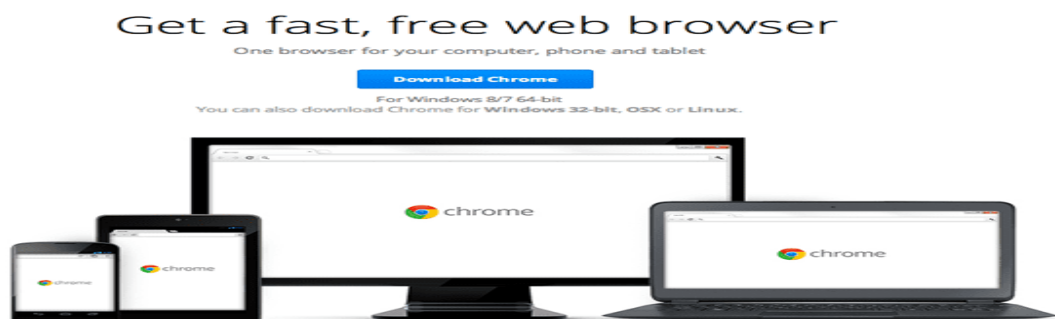 Get a fast, free web browser
One browser for your computer, phone and tablet
Download Chrome
For Windows 8/7 64-bit
You can also download Chrome for Windows 32-bit, OSX or Linux.
chrome
chrome
chrome
chrome